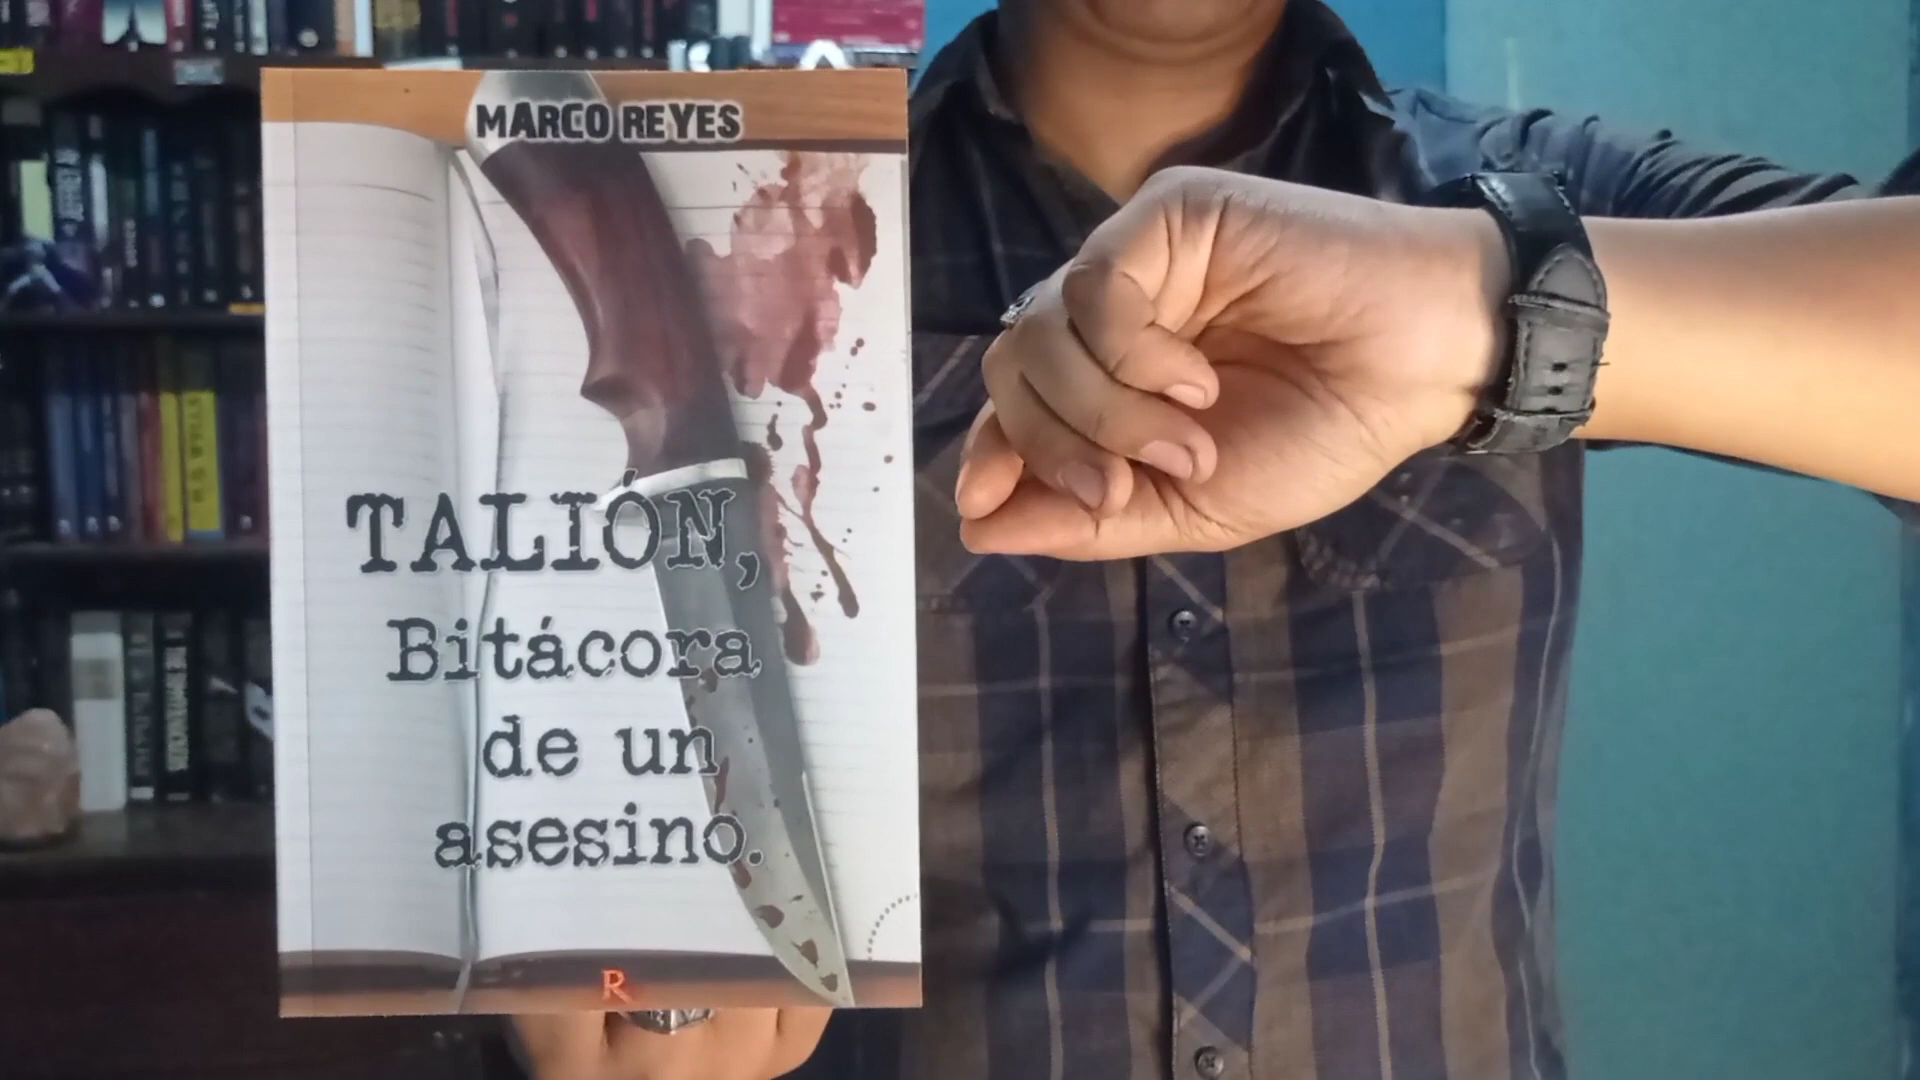 MARCO REYES
TALIÓN,
Bitácora
de un
asesino.
R